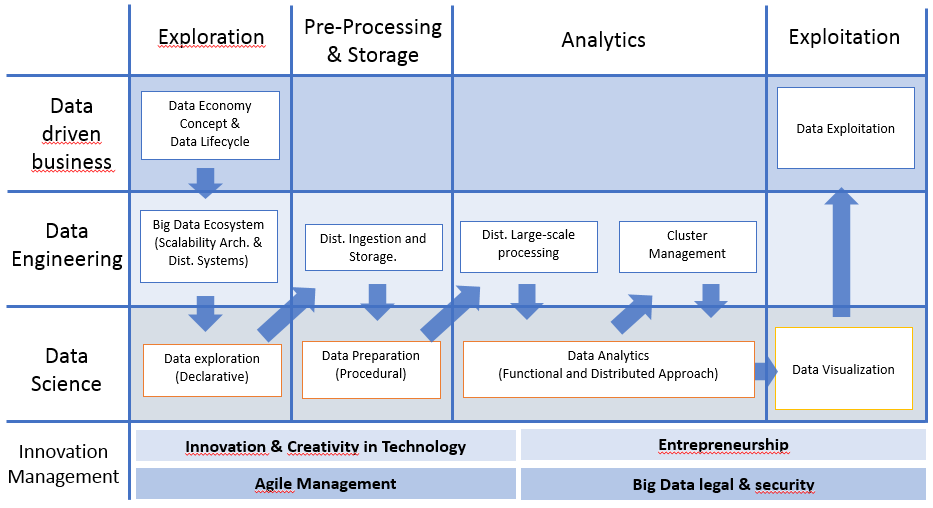 Exploration
Pre-Processing
& Storage
Analytics
Exploitation
Data
driven
business
Data Economy
Concept &
Data Lifecycle
Data Exploitation
Data
Engineering
Big Data Ecosystem
(Scalability Arch. &
Dist. Systems)
Dist. Ingestion and
Storage.
Dist. Large-scale
processing
Cluster
Management
Data
Science
Data exploration
(Declarative)
Data Preparation
(Procedural)
Data Analytics
(Functional and Distributed Approach)
Data Visualization
Innovation
Management
Innovation & Creativity in Technology
Entrepreneurship
Agile Management
Big Data legal & security